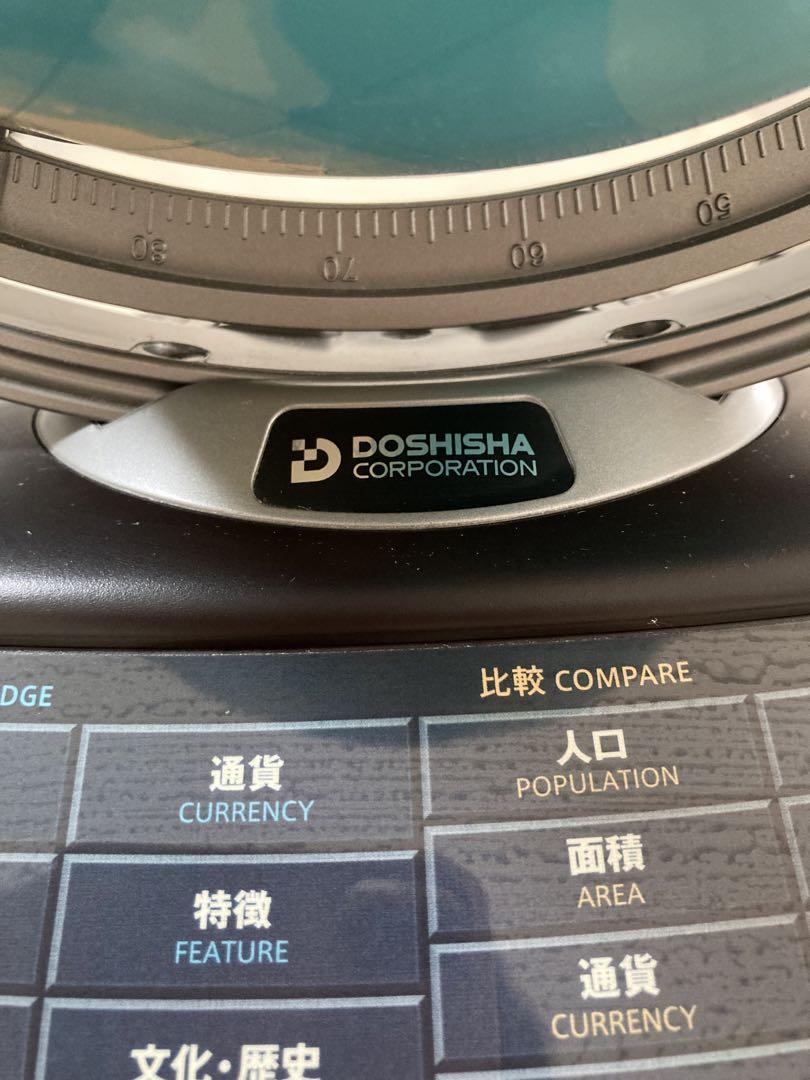 80
70
60
50
DOSHISHA
CORPORATION
DGE
比較 COMPARE
通貨
CURRENCY
人口
POPULATION
特徴
FEATURE
面積
AREA
通貨
CURRENCY
文化・歴史